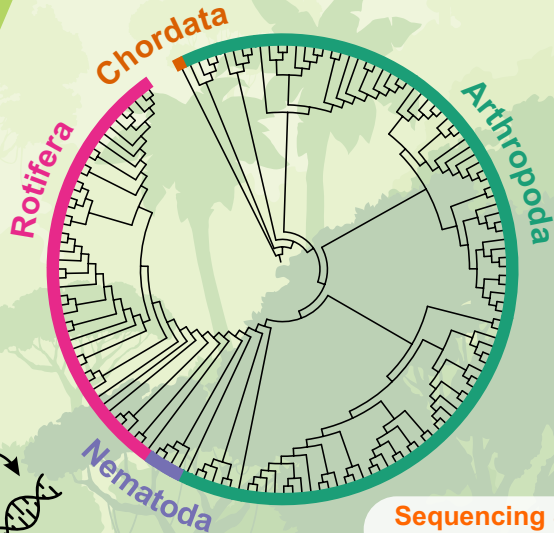 Chordata
Arthropoda
Rotifera
Nematoda
Sequencing